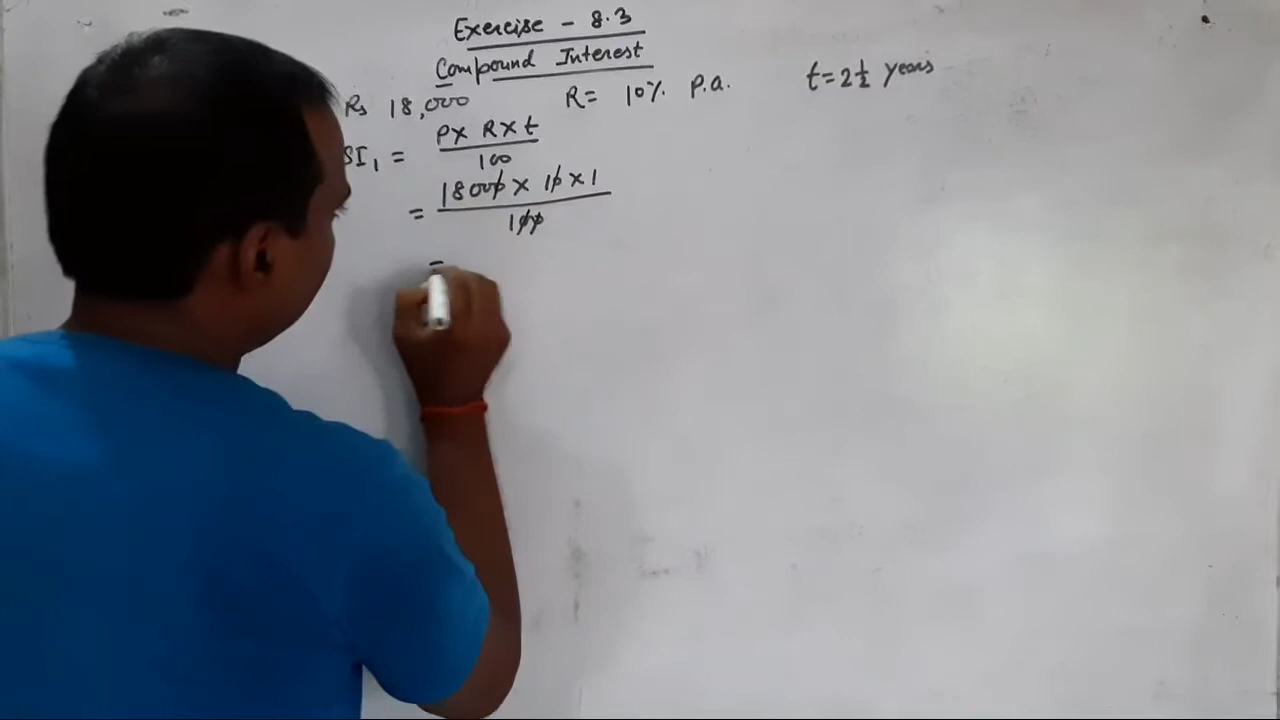 Exercise - 8.3
Compound Interest
Rs 18,000 R= 10% p.a. t=2½ years
SI₁ = P× R× t / 100
= 18000 × 10 × 1 / 100
=